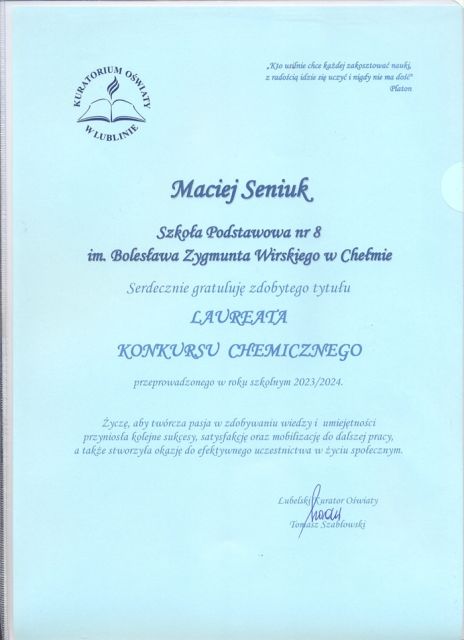 KURATORIUM OŚWIATY
W LUBLINIE
„Kto usilnie chce każdej zakosztować nauki,
z radością idzie się uczyć i nigdy nie ma dość"
Platon
Maciej Seniuk
Szkoła Podstawowa nr 8
im. Bolesława Zygmunta Wirskiego w Chełmie
Serdecznie gratuluję zdobytego tytułu
LAUREATA
KONKURSU CHEMICZNEGO
przeprowadzonego w roku szkolnym 2023/2024.
Życzę, aby twórcza pasja w zdobywaniu wiedzy i umiejętności
przyniosła kolejne sukcesy, satysfakcję oraz mobilizację do dalszej pracy,
a także stworzyła okazję do efektywnego uczestnictwa w życiu społecznym.
Lubelski Kurator Oświaty
Tomasz Szabłowski